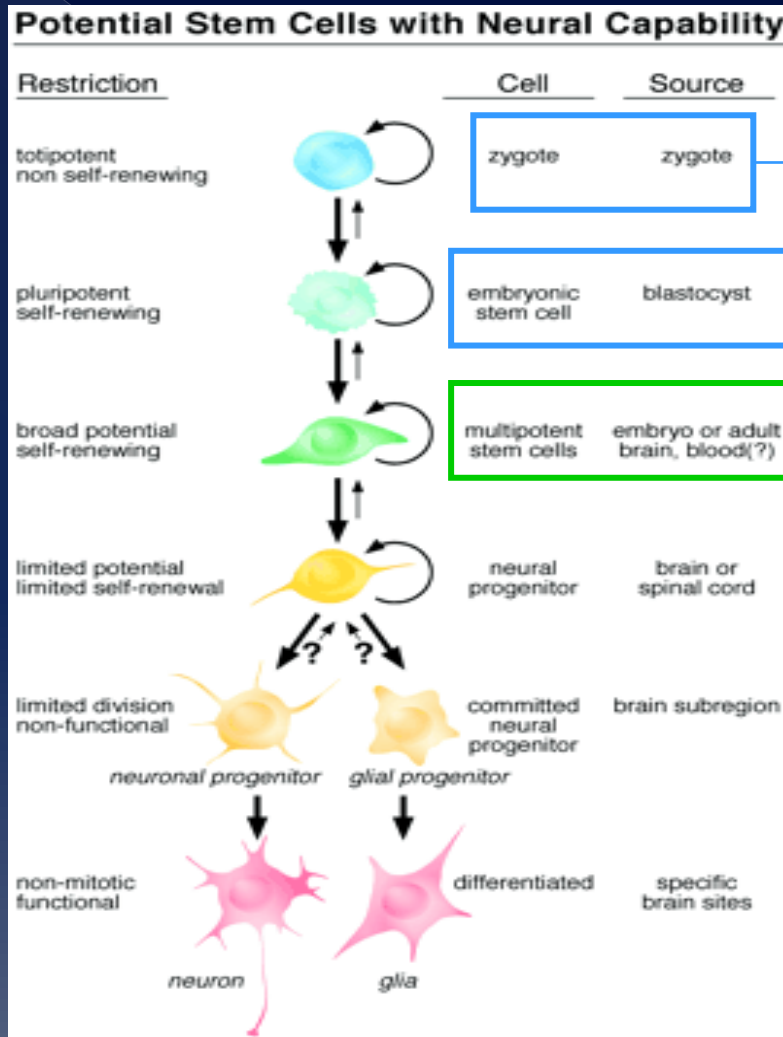 Potential Stem Cells with Neural Capability
Restriction Cell Source
totipotent
non self-renewing
zygote zygote
pluripotent
self-renewing
embryonic
stem cell
blastocyst
broad potential
self-renewing
multipotent
stem cells
embryo or adult
brain, blood(?)
limited potential
limited self-renewal
neural
progenitor
brain or
spinal cord
? ?
limited division
non-functional
committed
neural
progenitor
brain subregion
neuronal progenitor glial progenitor
non-mitotic
functional
differentiated
specific
brain sites
neuron glia